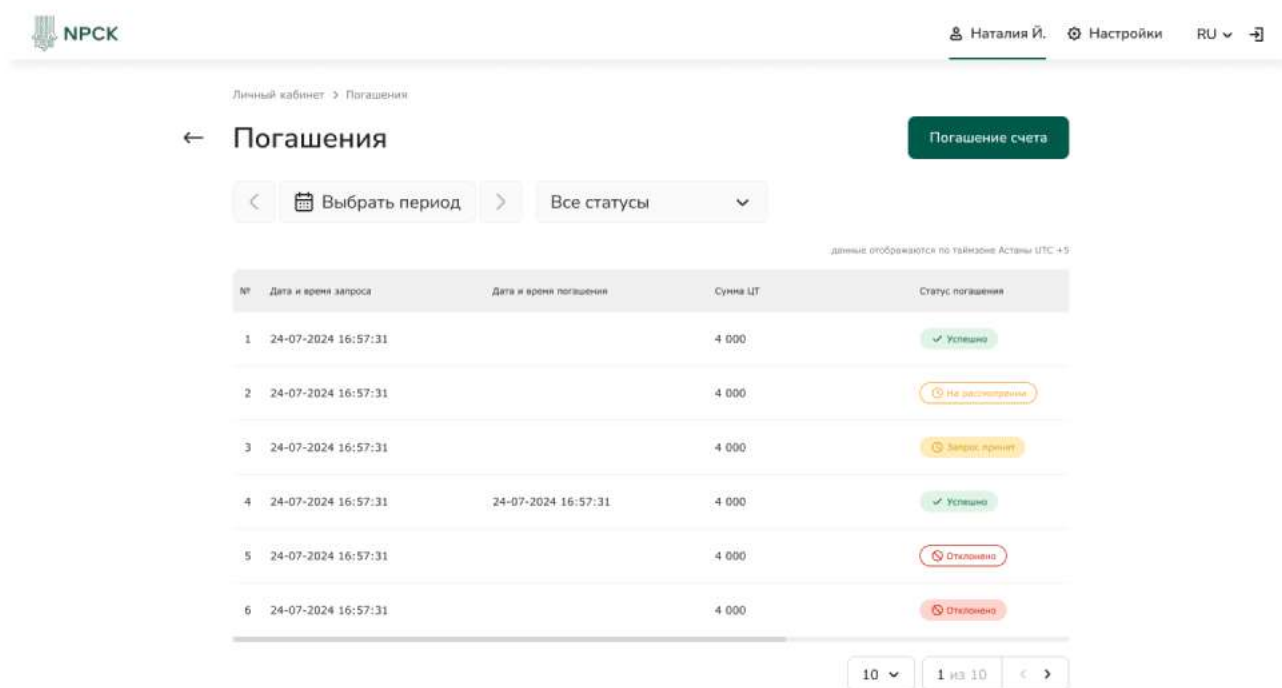 NPCK
Наталия Й. Настройки RU
Личный кабинет > Погашения
← Погашения Погашение счета
Выбрать период Все статусы
данные отображаются по таймзоне Астаны UTC +5
№ Дата и время запроса Дата и время погашения Сумма ЦТ Статус погашения
1 24-07-2024 16:57:31 4 000 Успешно
2 24-07-2024 16:57:31 4 000 На рассмотрении
3 24-07-2024 16:57:31 4 000 Запрос принят
4 24-07-2024 16:57:31 24-07-2024 16:57:31 4 000 Успешно
5 24-07-2024 16:57:31 4 000 Отклонено
6 24-07-2024 16:57:31 4 000 Отклонено
10 1 из 10